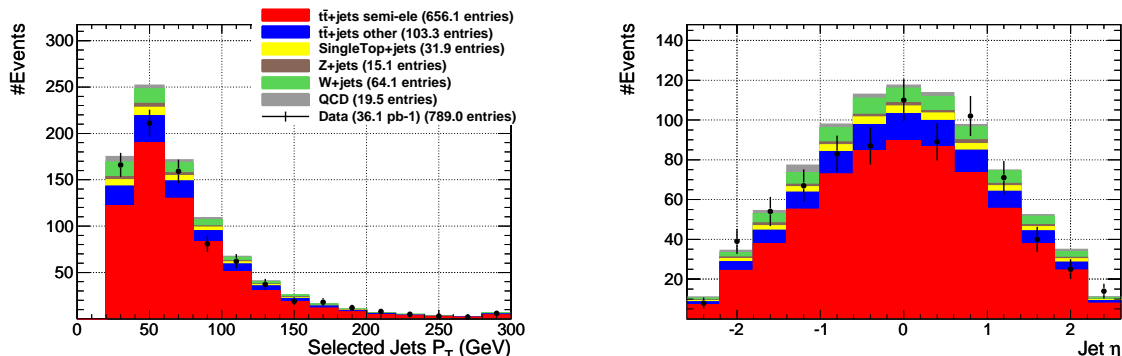 #Events
300
250
200
150
100
50
0 50 100 150 200 250 300
Selected Jets P_T (GeV)
tt̄+jets semi-ele (656.1 entries)
tt̄+jets other (103.3 entries)
SingleTop+jets (31.9 entries)
Z+jets (15.1 entries)
W+jets (64.1 entries)
QCD (19.5 entries)
Data (36.1 pb-1) (789.0 entries)
#Events
140
120
100
80
60
40
20
-2 -1 0 1 2
Jet η